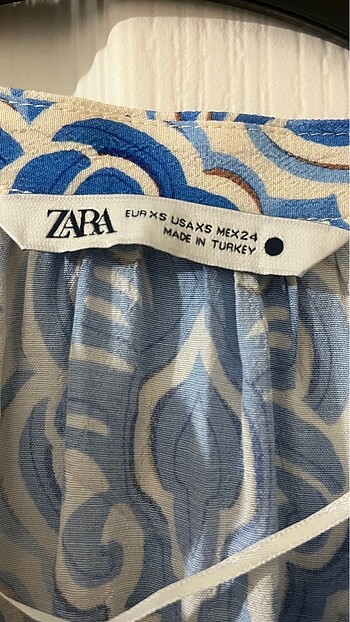 ZARA
EUR XS USA XS MEX 24
MADE IN TURKEY